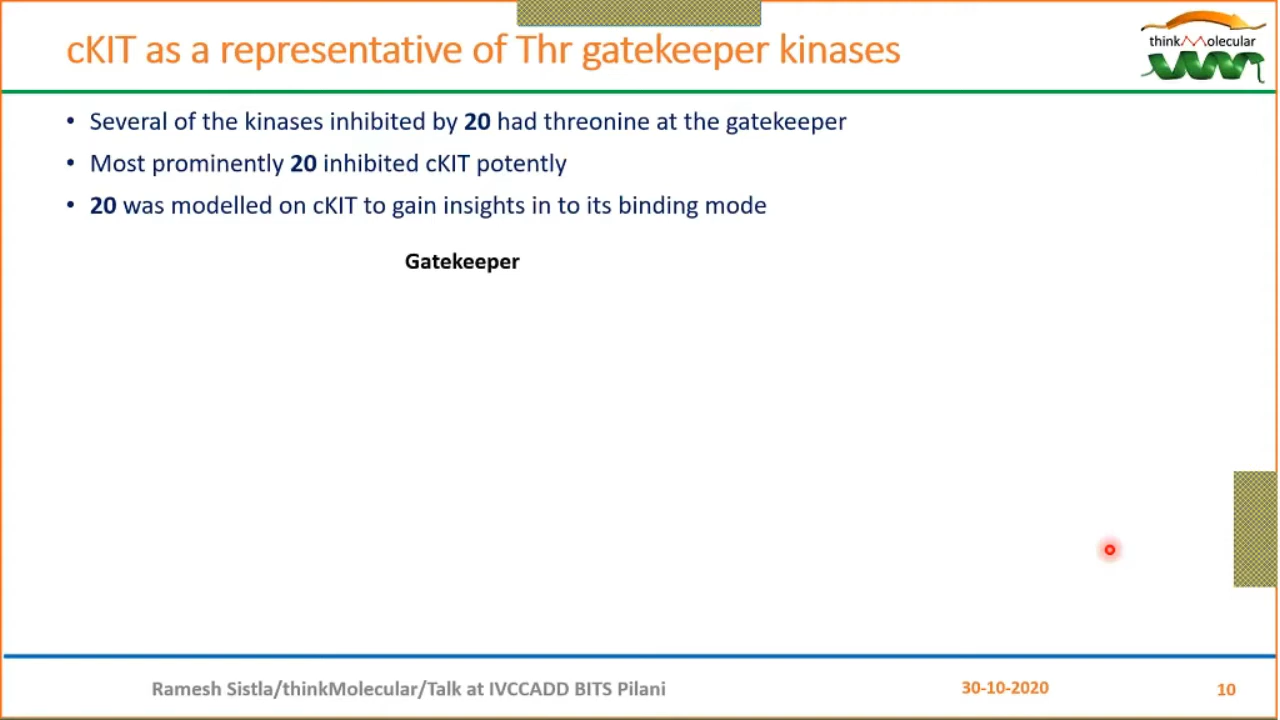 cKIT as a representative of Thr gatekeeper kinases
thinkMolecular
• Several of the kinases inhibited by 20 had threonine at the gatekeeper
• Most prominently 20 inhibited cKIT potently
• 20 was modelled on cKIT to gain insights in to its binding mode
Gatekeeper
Ramesh Sistla/thinkMolecular/Talk at IVCCADD BITS Pilani
30-10-2020
10